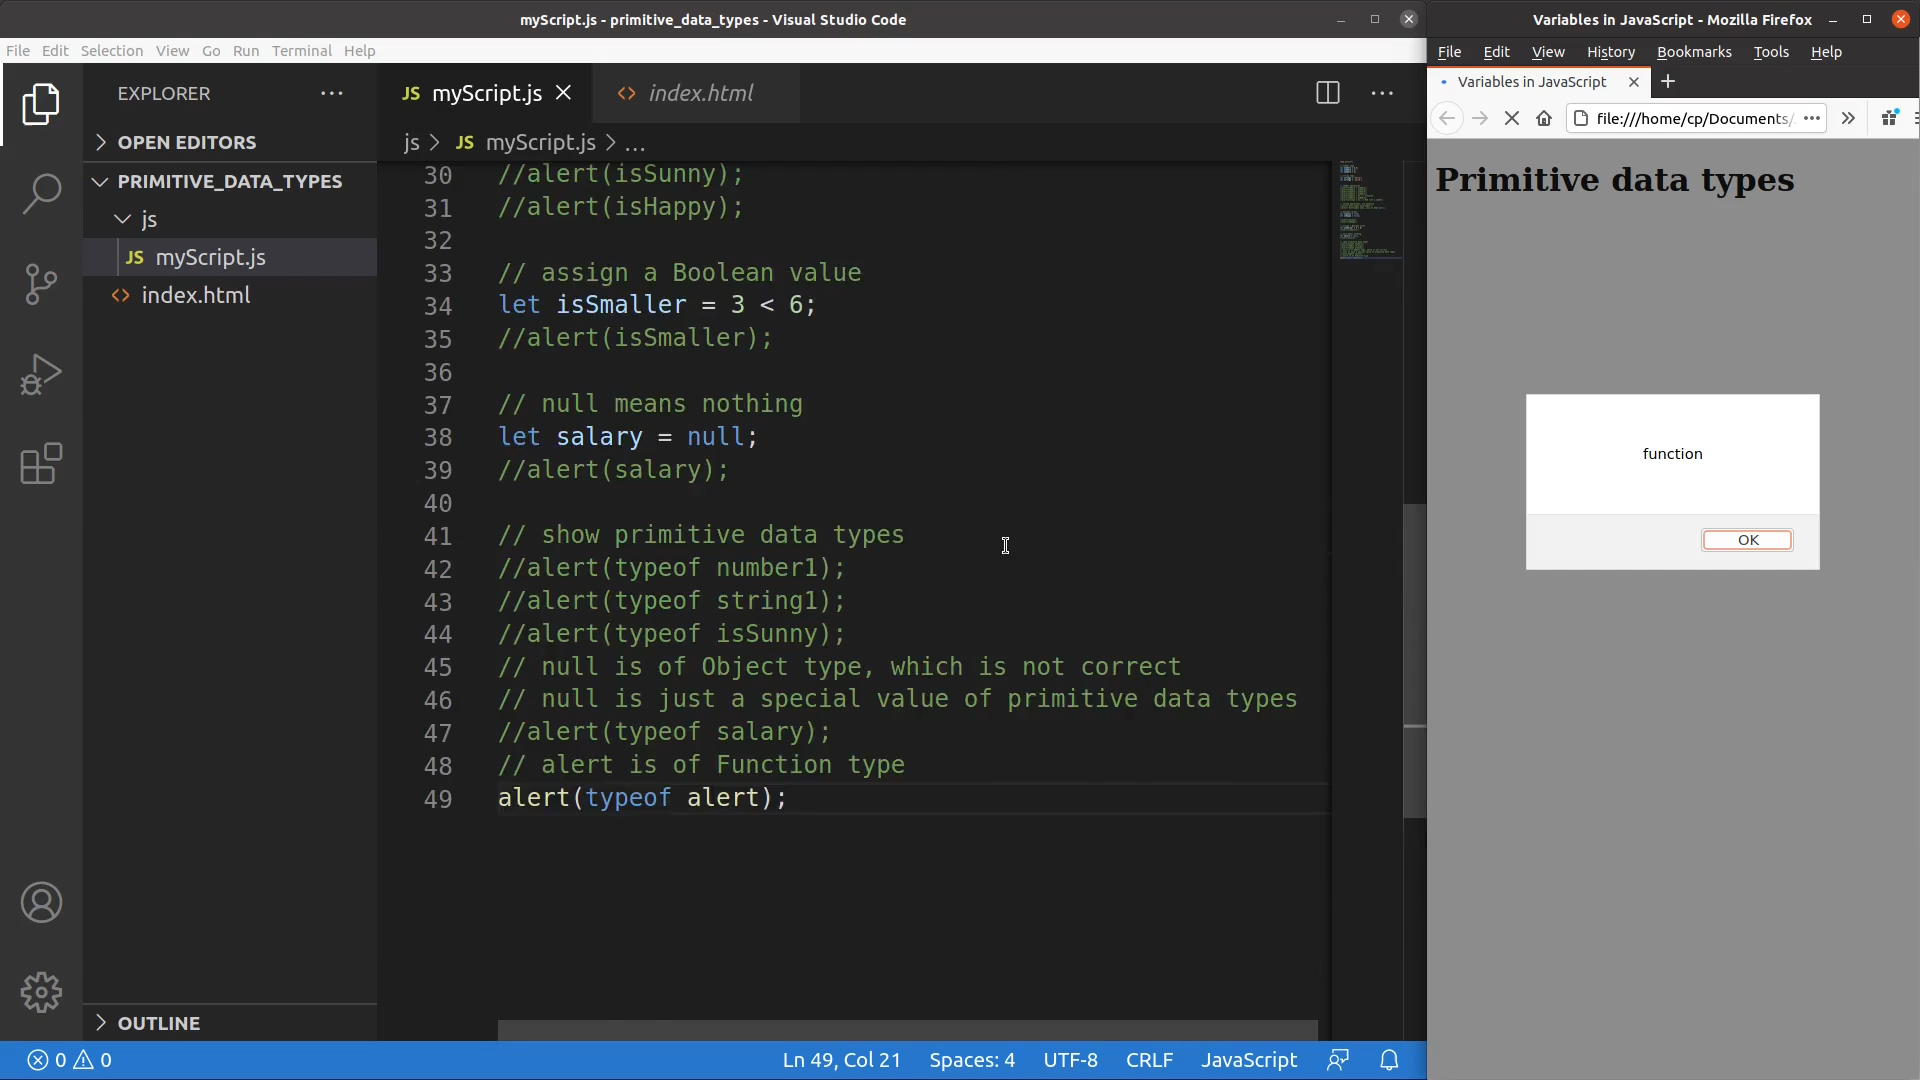 myScript.js - primitive_data_types - Visual Studio Code
File Edit Selection View Go Run Terminal Help
EXPLORER
OPEN EDITORS
PRIMITIVE_DATA_TYPES
js
JS myScript.js
<> index.html
OUTLINE
JS myScript.js
<> index.html
js > JS myScript.js > ...
30 //alert(isSunny);
31 //alert(isHappy);
32
33 // assign a Boolean value
34 let isSmaller = 3 < 6;
35 //alert(isSmaller);
36
37 // null means nothing
38 let salary = null;
39 //alert(salary);
40
41 // show primitive data types
42 //alert(typeof number1);
43 //alert(typeof string1);
44 //alert(typeof isSunny);
45 // null is of Object type, which is not correct
46 // null is just a special value of primitive data types
47 //alert(typeof salary);
48 // alert is of Function type
49 alert(typeof alert);
0 0
Ln 49, Col 21 Spaces: 4 UTF-8 CRLF JavaScript
Variables in JavaScript - Mozilla Firefox
File Edit View History Bookmarks Tools Help
Variables in JavaScript
file:///home/cp/Documents/
Primitive data types
function
OK